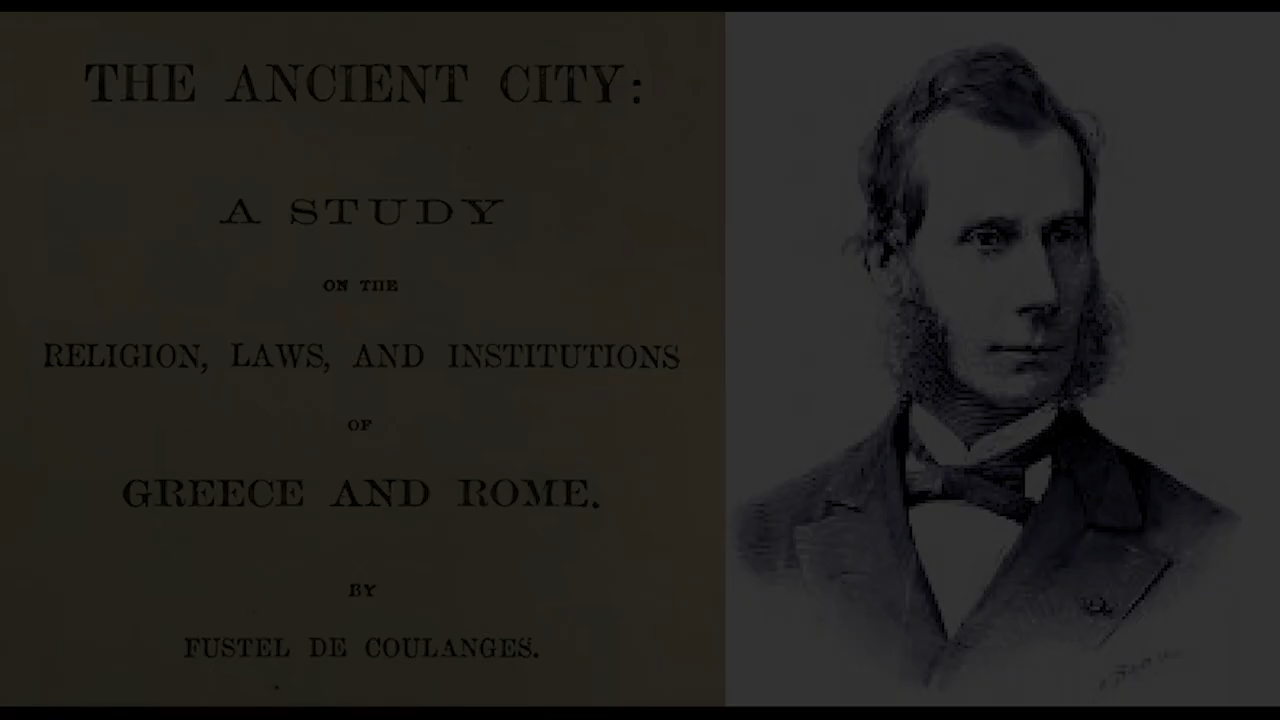 THE ANCIENT CITY:
A STUDY
ON THE
RELIGION, LAWS, AND INSTITUTIONS
OF
GREECE AND ROME.
BY
FUSTEL DE COULANGES.